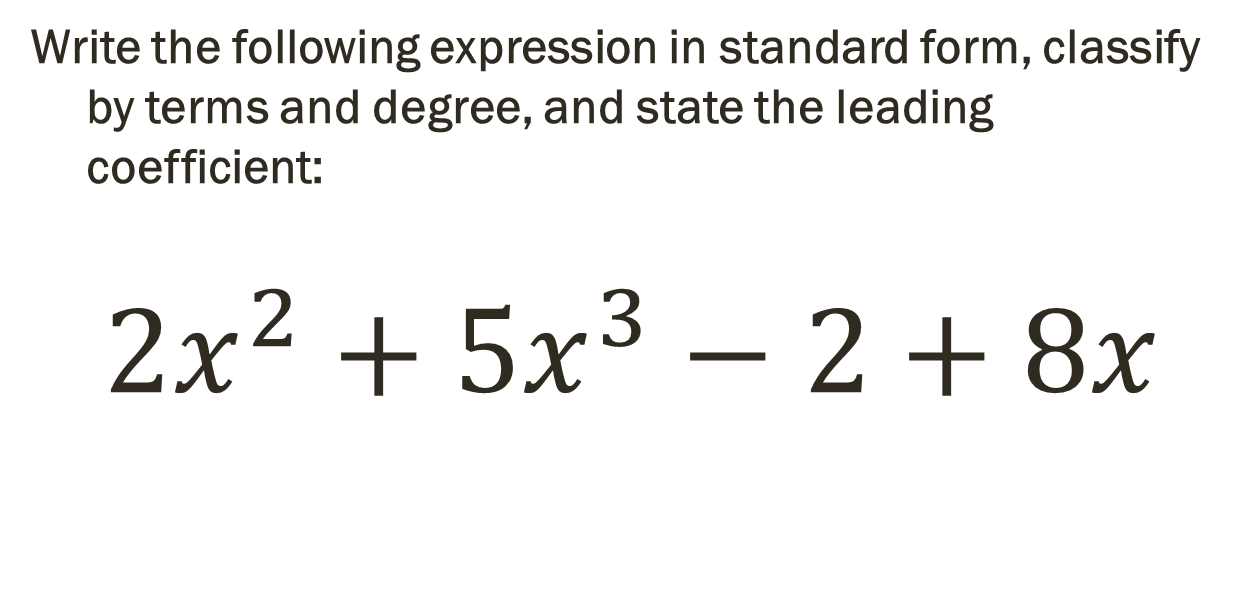 Write the following expression in standard form, classify
by terms and degree, and state the leading
coefficient:
2x² + 5x³ − 2 + 8x